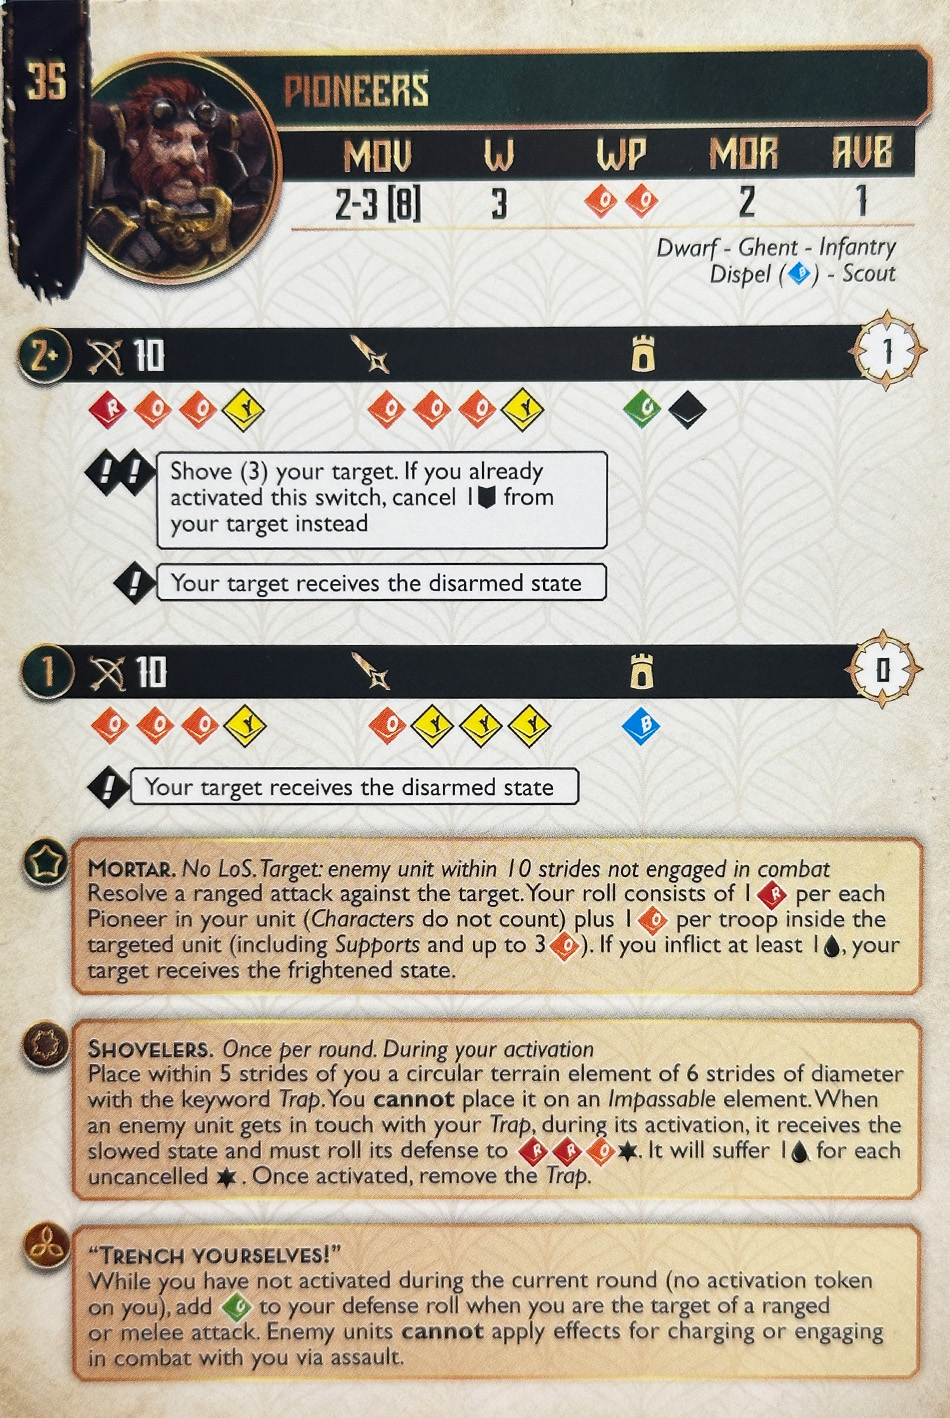 35
PIONEERS
MOV W WP MOR AVB
2-3 [8] 3 O O 2 1
Dwarf - Ghent - Infantry
Dispel (B) - Scout
2+ 10 1
R O O Y O O O Y G
!! Shove (3) your target. If you already
activated this switch, cancel 1 from
your target instead
! Your target receives the disarmed state
1 10 0
O O O Y O Y Y Y B
! Your target receives the disarmed state
MORTAR. No LoS. Target: enemy unit within 10 strides not engaged in combat
Resolve a ranged attack against the target. Your roll consists of 1 R per each
Pioneer in your unit (Characters do not count) plus 1 O per troop inside the
targeted unit (including Supports and up to 3 O). If you inflict at least 1, your
target receives the frightened state.
SHOVELERS. Once per round. During your activation
Place within 5 strides of you a circular terrain element of 6 strides of diameter
with the keyword Trap. You cannot place it on an Impassable element. When
an enemy unit gets in touch with your Trap, during its activation, it receives the
slowed state and must roll its defense to R R O. It will suffer 1 for each
uncancelled. Once activated, remove the Trap.
"TRENCH YOURSELVES!"
While you have not activated during the current round (no activation token
on you), add G to your defense roll when you are the target of a ranged
or melee attack. Enemy units cannot apply effects for charging or engaging
in combat with you via assault.